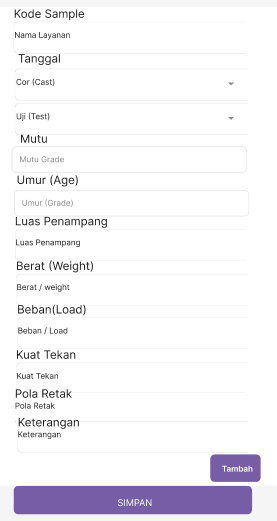 Kode Sample
Nama Layanan
Tanggal
Cor (Cast)
Uji (Test)
Mutu
Mutu Grade
Umur (Age)
Umur (Grade)
Luas Penampang
Luas Penampang
Berat (Weight)
Berat / weight
Beban(Load)
Beban / Load
Kuat Tekan
Kuat Tekan
Pola Retak
Pola Retak
Keterangan
Keterangan
Tambah
SIMPAN